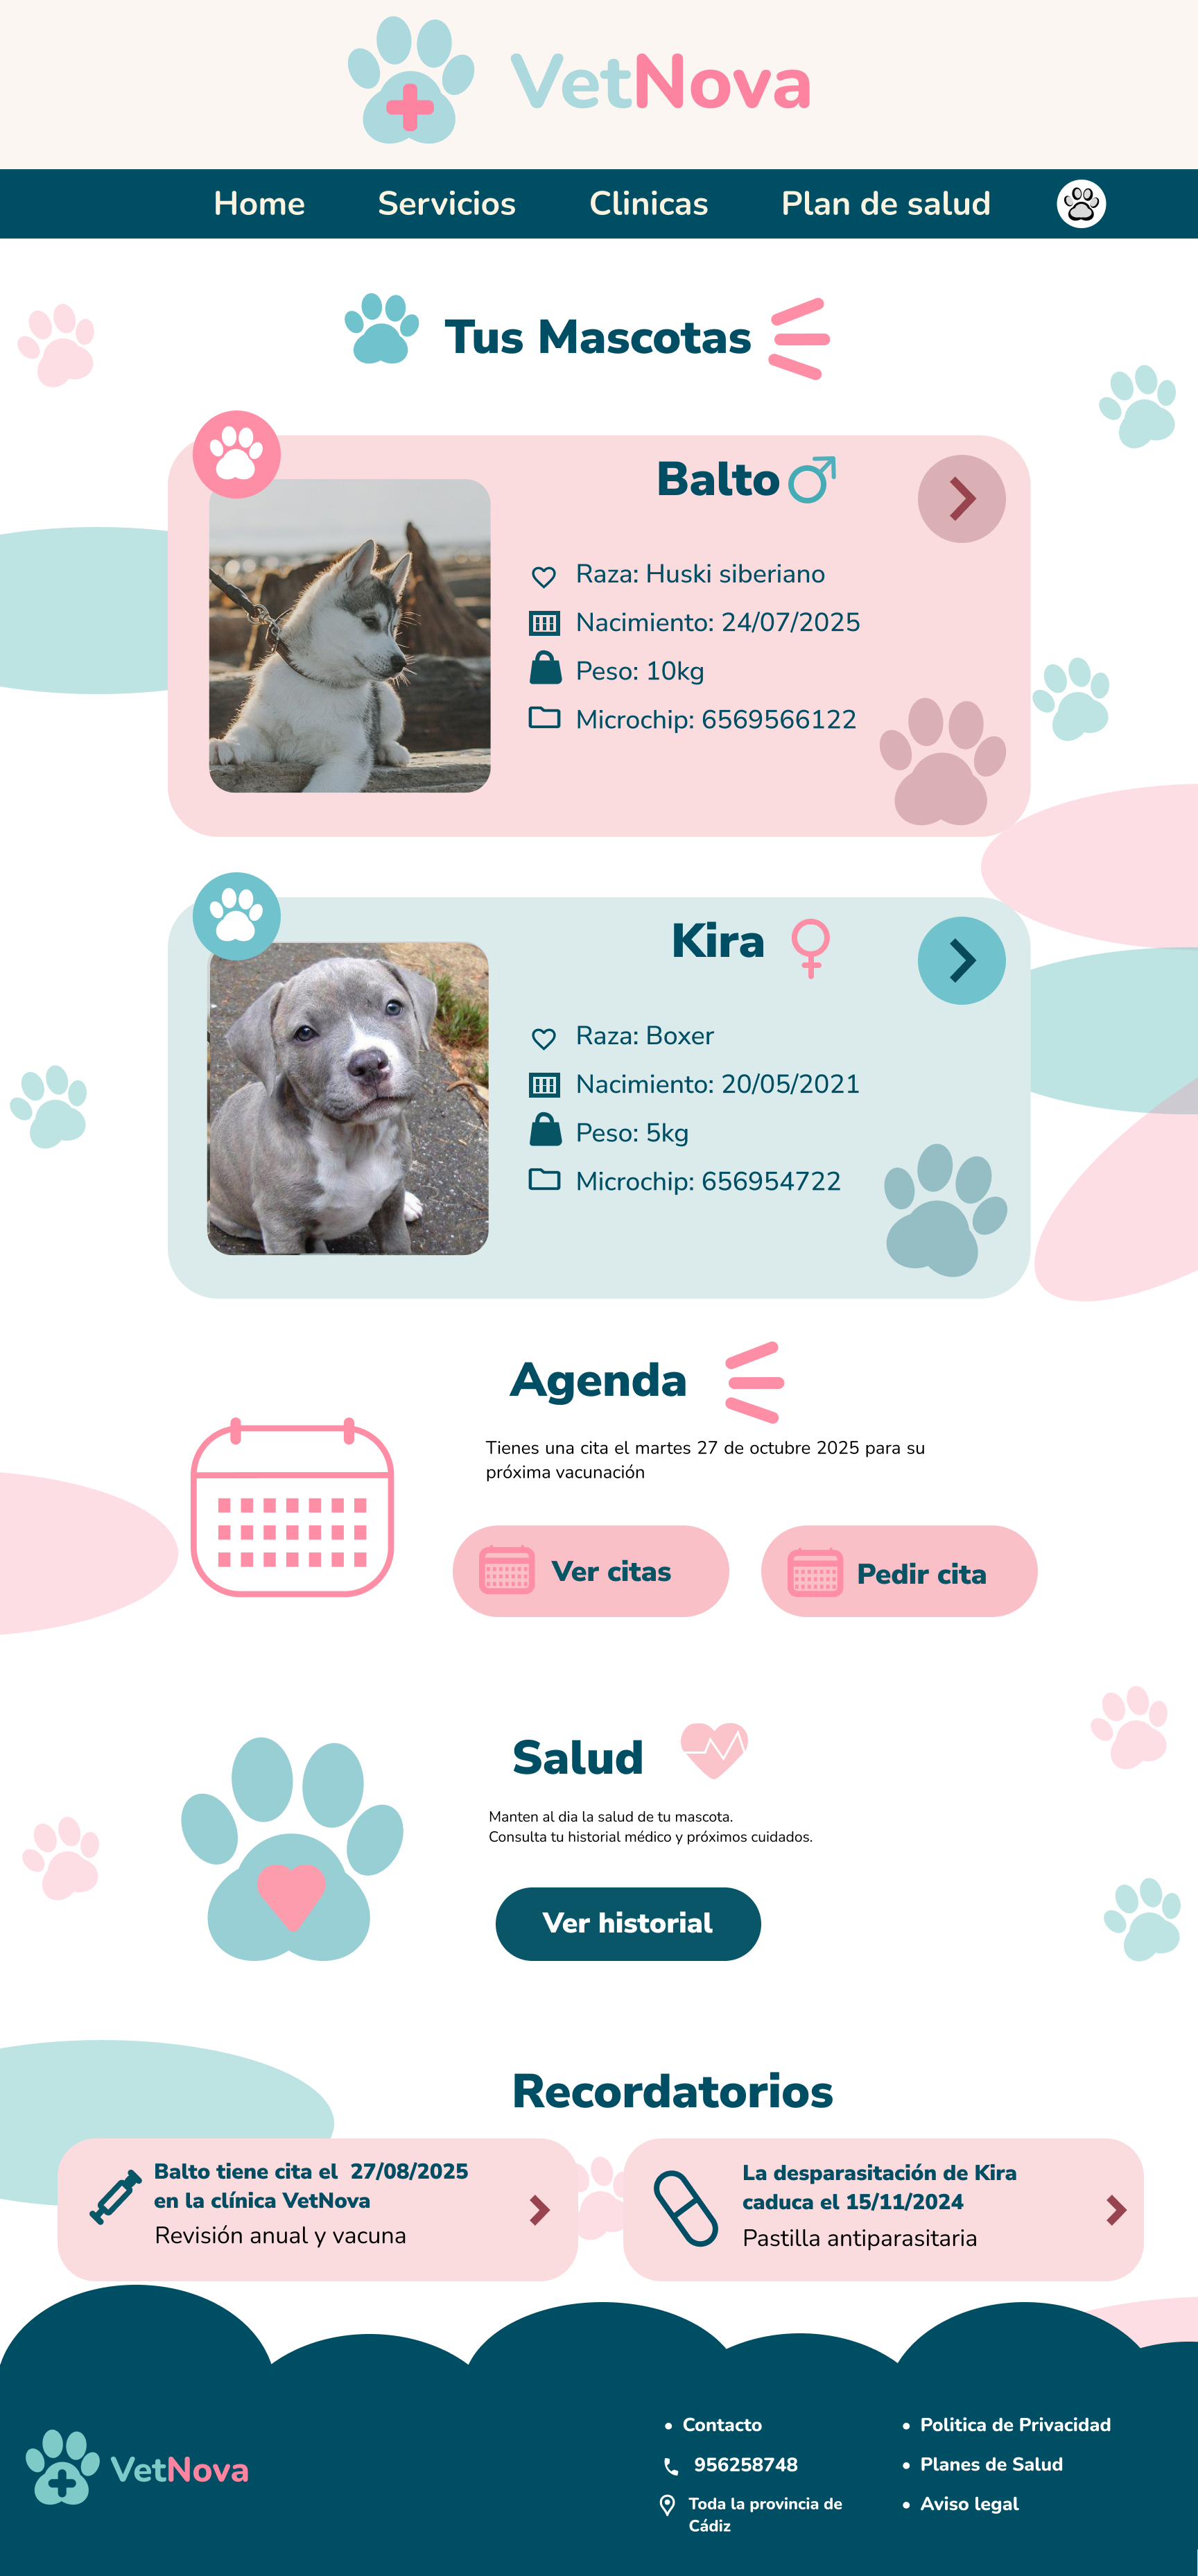 VetNova
Home Servicios Clinicas Plan de salud
Tus Mascotas
Balto
Raza: Huski siberiano
Nacimiento: 24/07/2025
Peso: 10kg
Microchip: 6569566122
Kira
Raza: Boxer
Nacimiento: 20/05/2021
Peso: 5kg
Microchip: 656954722
Agenda
Tienes una cita el martes 27 de octubre 2025 para su
próxima vacunación
Ver citas
Pedir cita
Salud
Manten al dia la salud de tu mascota.
Consulta tu historial médico y próximos cuidados.
Ver historial
Recordatorios
Balto tiene cita el 27/08/2025
en la clínica VetNova
Revisión anual y vacuna
La desparasitación de Kira
caduca el 15/11/2024
Pastilla antiparasitaria
VetNova
• Contacto
956258748
Toda la provincia de
Cádiz
• Politica de Privacidad
• Planes de Salud
• Aviso legal